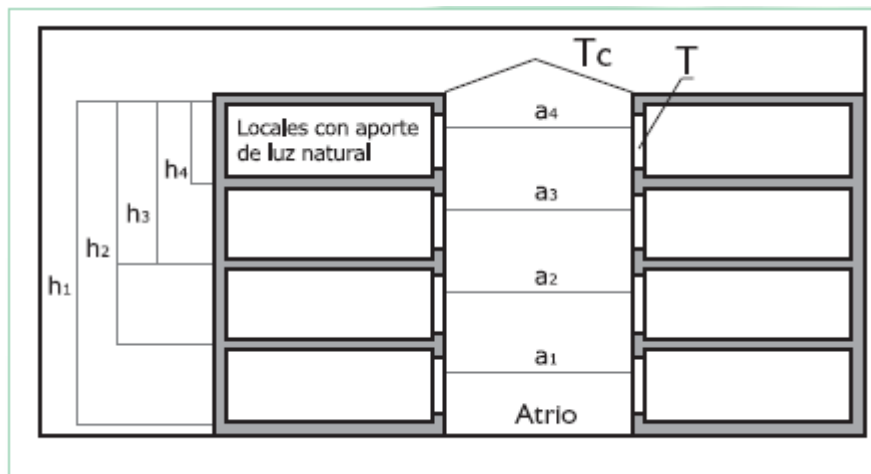 Tc
T
a4
Locales con aporte
de luz natural
h4
a3
h3
h2
a2
h1
a1
Atrio